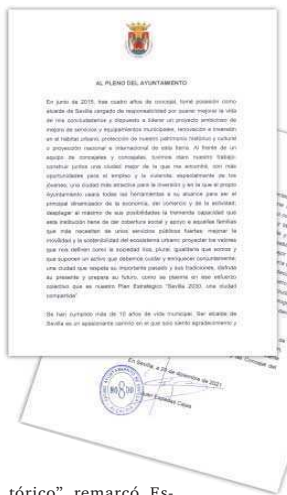 AL PLENO DEL AYUNTAMIENTO
En junio de 2015, tras cuatro años de concejal, tomé posesión como
alcalde de Sevilla cargado de responsabilidad por querer mejorar la vida
de mis conciudadanos y dispuesto a liderar un proyecto ambicioso de
mejora de servicios y equipamientos municipales, renovación e inversión
en el hábitat urbano, protección de nuestro patrimonio histórico y cultural
o proyección nacional e internacional de esta tierra. Al frente de un
equipo de concejales y concejalas, quisimos
construir juntos una ciudad mejor de la que me encontré, con más
oportunidades para el empleo y la vivienda, especialmente de los
jóvenes; una ciudad más atractiva para la inversión y en la que el propio
Ayuntamiento usara todas las herramientas a su alcance para ser el
principal dinamizador de la economía, del comercio y de la actividad;
desplegar al máximo de sus posibilidades la tremenda capacidad que
esta institución tiene de dar cobertura social y apoyo a aquellas familias
que más necesitan de unos servicios públicos fuertes; mejorar la
movilidad y la sostenibilidad del ecosistema urbano; proyectar los valores
que nos definen como la sociedad libre, plural, igualitaria que somos y
que suponen un activo que debemos cuidar y enriquecer conjuntamente;
una ciudad que respeta su importante pasado y sus tradiciones, disfruta
su presente y prepara su futuro, como se plasma en ese esfuerzo
colectivo que es nuestro Plan Estratégico "Sevilla 2030, una ciudad
compartida".
Se han cumplido más de 10 años de vida municipal. Ser alcalde de
Sevilla es un apasionante camino en el que solo siento agradecimiento y
En Sevilla, a 20 de diciembre de 2021
Juan Espadas Cejas
tórico", remarcó Es-